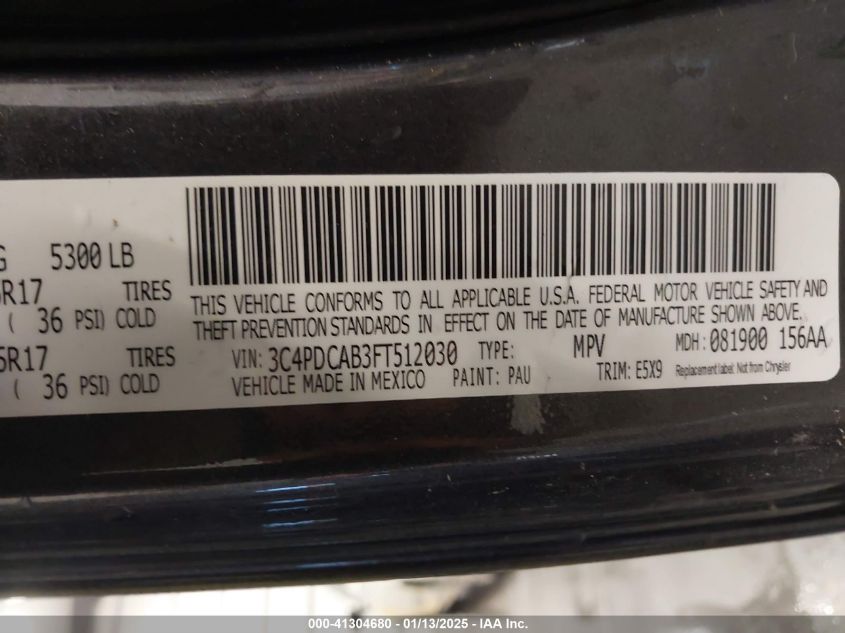 G 5300 LB
5R17 TIRES
( 36 PSI) COLD
5R17 TIRES
( 36 PSI) COLD
THIS VEHICLE CONFORMS TO ALL APPLICABLE U.S.A. FEDERAL MOTOR VEHICLE SAFETY AND
THEFT PREVENTION STANDARDS IN EFFECT ON THE DATE OF MANUFACTURE SHOWN ABOVE.
VIN: 3C4PDCAB3FT512030 TYPE: MPV MDH: 081900 156AA
VEHICLE MADE IN MEXICO PAINT: PAU TRIM: E5X9 Replacement label: Not from Chrysler
000-41304680 - 01/13/2025 - IAA Inc.